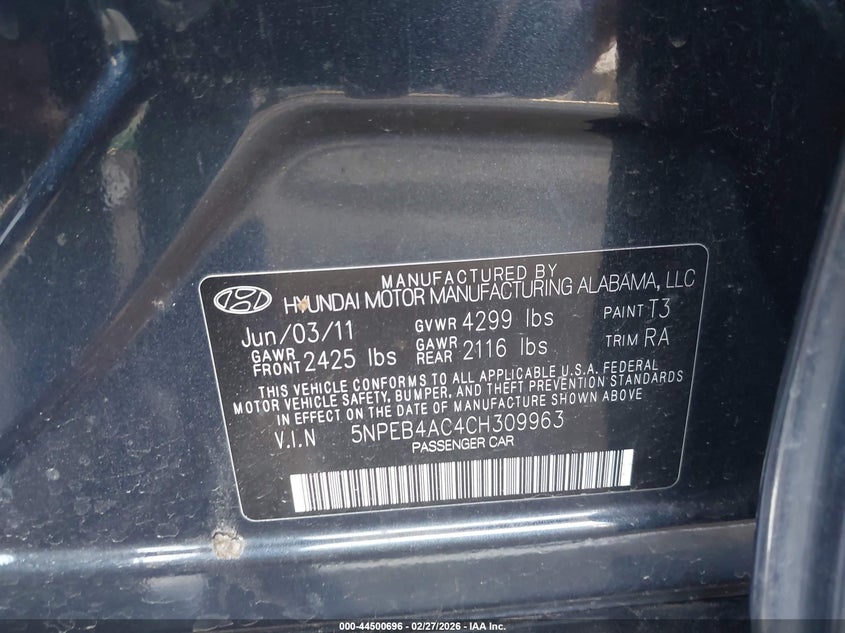 MANUFACTURED BY
HYUNDAI MOTOR MANUFACTURING ALABAMA, LLC
Jun/03/11 GVWR 4299 lbs PAINT T3
GAWR FRONT 2425 lbs GAWR REAR 2116 lbs TRIM RA
THIS VEHICLE CONFORMS TO ALL APPLICABLE U.S.A. FEDERAL
MOTOR VEHICLE SAFETY, BUMPER, AND THEFT PREVENTION STANDARDS
IN EFFECT ON THE DATE OF MANUFACTURE SHOWN ABOVE
V.I.N 5NPEB4AC4CH309963
PASSENGER CAR
000-44500696 - 02/27/2026 - IAA Inc.